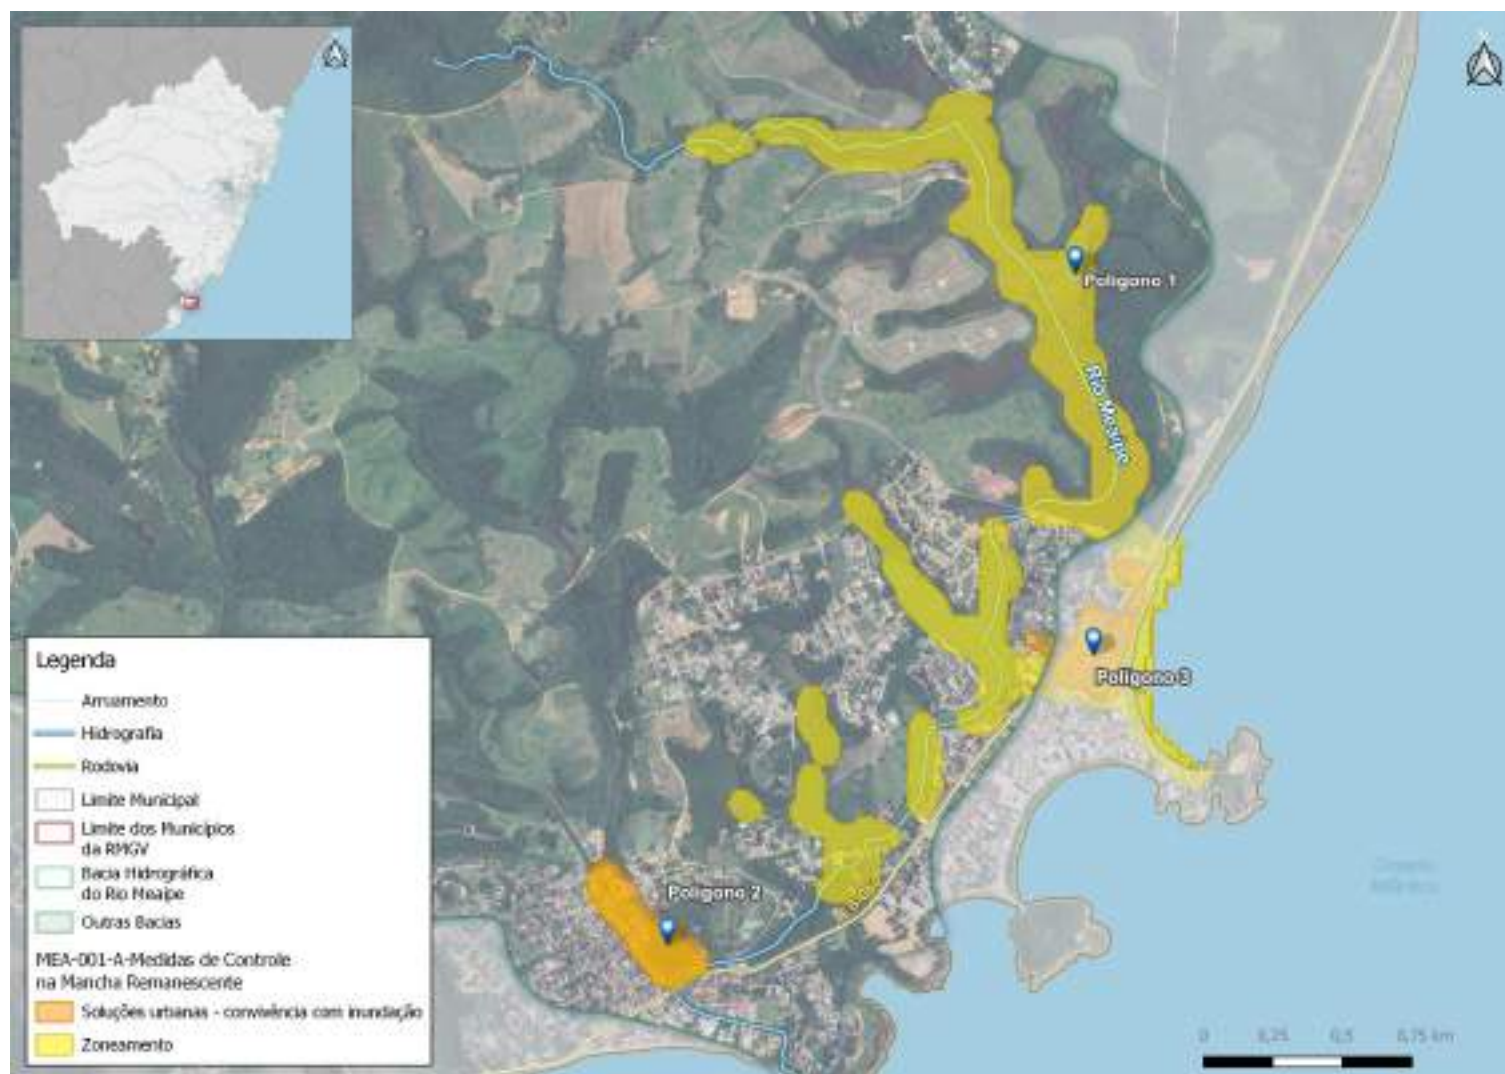 Polígono 1
Rio Meaípe
Polígono 3
Polígono 2
Legenda
Arruamento
Hidrografia
Rodovia
Limite Municipal
Limite dos Municípios
da RMGV
Bacia Hidrográfica
do Rio Meaípe
Outras Bacias
MEA-001-A-Medidas de Controle
na Mancha Remanescente
Soluções urbanas - convivência com inundação
Zoneamento
0 0,25 0,5 0,75 km